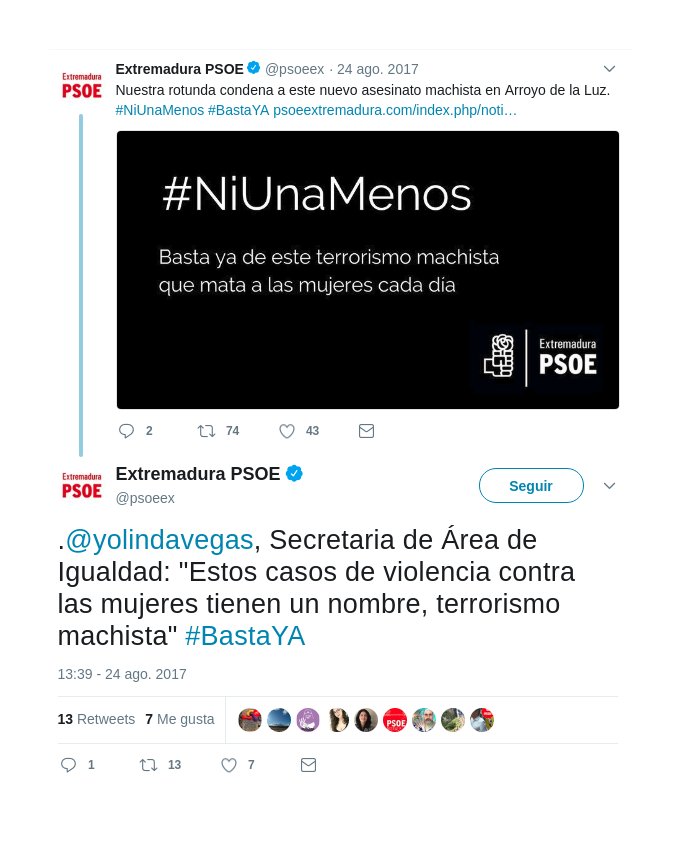 Extremadura PSOE @psoeex · 24 ago. 2017
Extremadura
PSOE
Nuestra rotunda condena a este nuevo asesinato machista en Arroyo de la Luz.
#NiUnaMenos #BastaYA psoeextremadura.com/index.php/noti…
#NiUnaMenos
Basta ya de este terrorismo machista
que mata a las mujeres cada día
Extremadura
PSOE
2 74 43
Extremadura
PSOE
Extremadura PSOE
@psoeex
Seguir
.@yolindavegas, Secretaria de Área de
Igualdad: "Estos casos de violencia contra
las mujeres tienen un nombre, terrorismo
machista" #BastaYA
13:39 - 24 ago. 2017
13 Retweets 7 Me gusta
PSOE
1 13 7